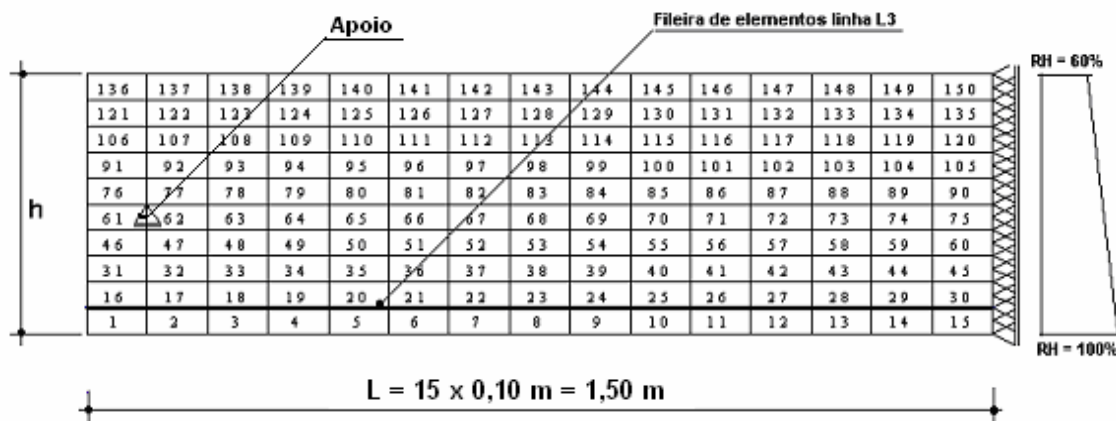 Apoio
Fileira de elementos linha L3
RH = 60%
136 137 138 139 140 141 142 143 144 145 146 147 148 149 150
121 122 123 124 125 126 127 128 129 130 131 132 133 134 135
106 107 108 109 110 111 112 113 114 115 116 117 118 119 120
91 92 93 94 95 96 97 98 99 100 101 102 103 104 105
76 77 78 79 80 81 82 83 84 85 86 87 88 89 90
h
61 62 63 64 65 66 67 68 69 70 71 72 73 74 75
46 47 48 49 50 51 52 53 54 55 56 57 58 59 60
31 32 33 34 35 36 37 38 39 40 41 42 43 44 45
16 17 18 19 20 21 22 23 24 25 26 27 28 29 30
1 2 3 4 5 6 7 8 9 10 11 12 13 14 15
RH = 100%
L = 15 x 0,10 m = 1,50 m